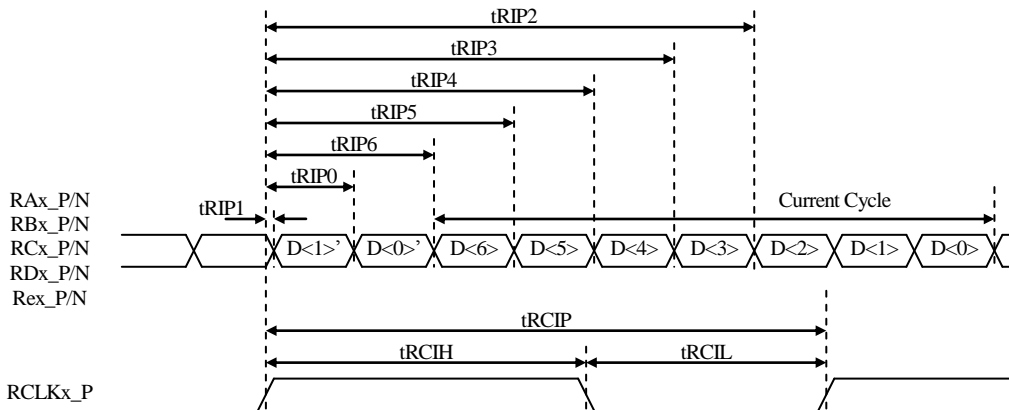 tRIP2
tRIP3
tRIP4
tRIP5
tRIP6
tRIP0
tRIP1
Current Cycle
RAx_P/N
RBx_P/N
RCx_P/N
RDx_P/N
Rex_P/N
D<1>’ D<0>’ D<6> D<5> D<4> D<3> D<2> D<1> D<0>
tRCIP
tRCIH tRCIL
RCLKx_P